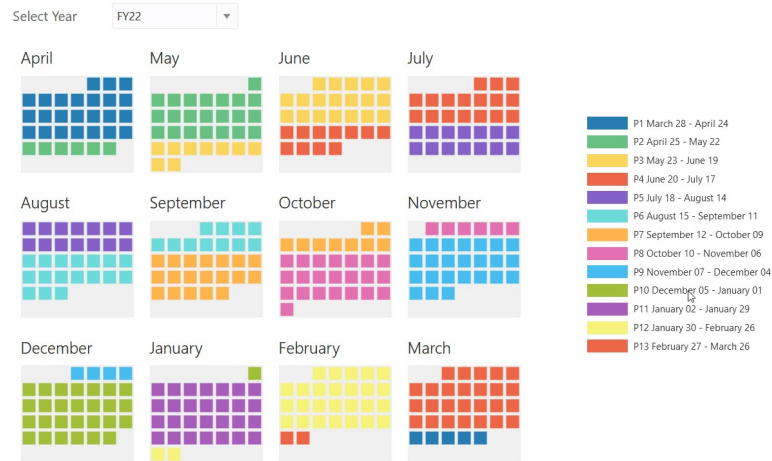 Select Year FY22
April May June July
August September October November
December January February March
P1 March 28 - April 24
P2 April 25 - May 22
P3 May 23 - June 19
P4 June 20 - July 17
P5 July 18 - August 14
P6 August 15 - September 11
P7 September 12 - October 09
P8 October 10 - November 06
P9 November 07 - December 04
P10 December 05 - January 01
P11 January 02 - January 29
P12 January 30 - February 26
P13 February 27 - March 26